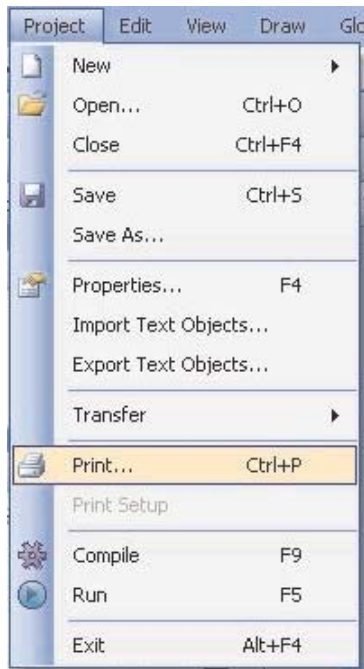 Project Edit View Draw
New
Open... Ctrl+O
Close Ctrl+F4
Save Ctrl+S
Save As...
Properties... F4
Import Text Objects...
Export Text Objects...
Transfer
Print... Ctrl+P
Print Setup
Compile F9
Run F5
Exit Alt+F4